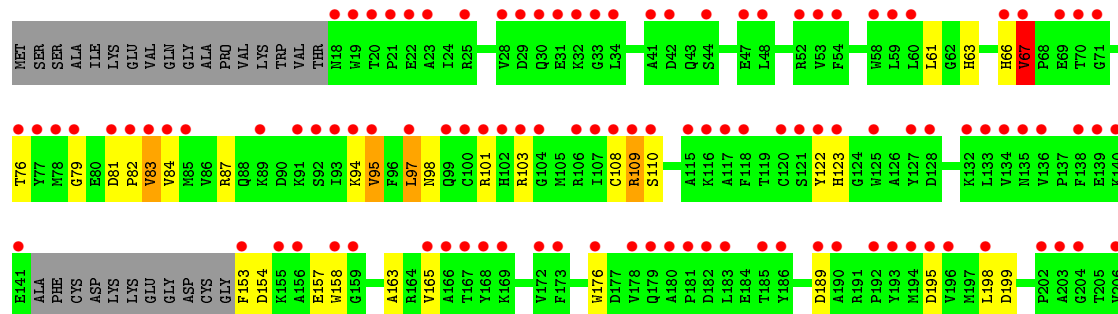 MET SER SER ALA ILE LYS GLU VAL GLN GLY ALA PRO LYS TRP VAL THR N18 W19 T20 P21 E22 A23 I24 R25 V28 D29 Q30 E31 K32 G33 L34 A41 D42 Q43 S44 E47 L48 R52 V53 F54 W58 L59 L60 L61 G62 H63 H66 V67 P68 E69 T70 G71
T76 Y77 M78 G79 E80 D81 P82 V83 V84 M85 V86 R87 Q88 K89 D90 K91 S92 I93 K94 V95 F96 L97 N98 Q99 C100 R101 H102 R103 G104 M105 R106 I107 C108 R109 S110 A115 K116 A117 F118 T119 C120 S121 Y122 H123 G124 W125 A126 Y127 D128 K132 L133 V134 N135 V136 P137 F138 E139
E141 ALA PHE CYS ASP LYS LYS GLU GLY ASP CYS GLY F153 D154 K155 A156 E157 W158 G159 A163 R164 V165 A166 T167 Y168 K169 V172 F173 W176 D177 V178 Q179 A180 P181 D182 L183 E184 T185 Y186 D189 A190 R191 P192 Y193 M194 D195 V196 M197 L198 D199 P202 A203 G204 T205